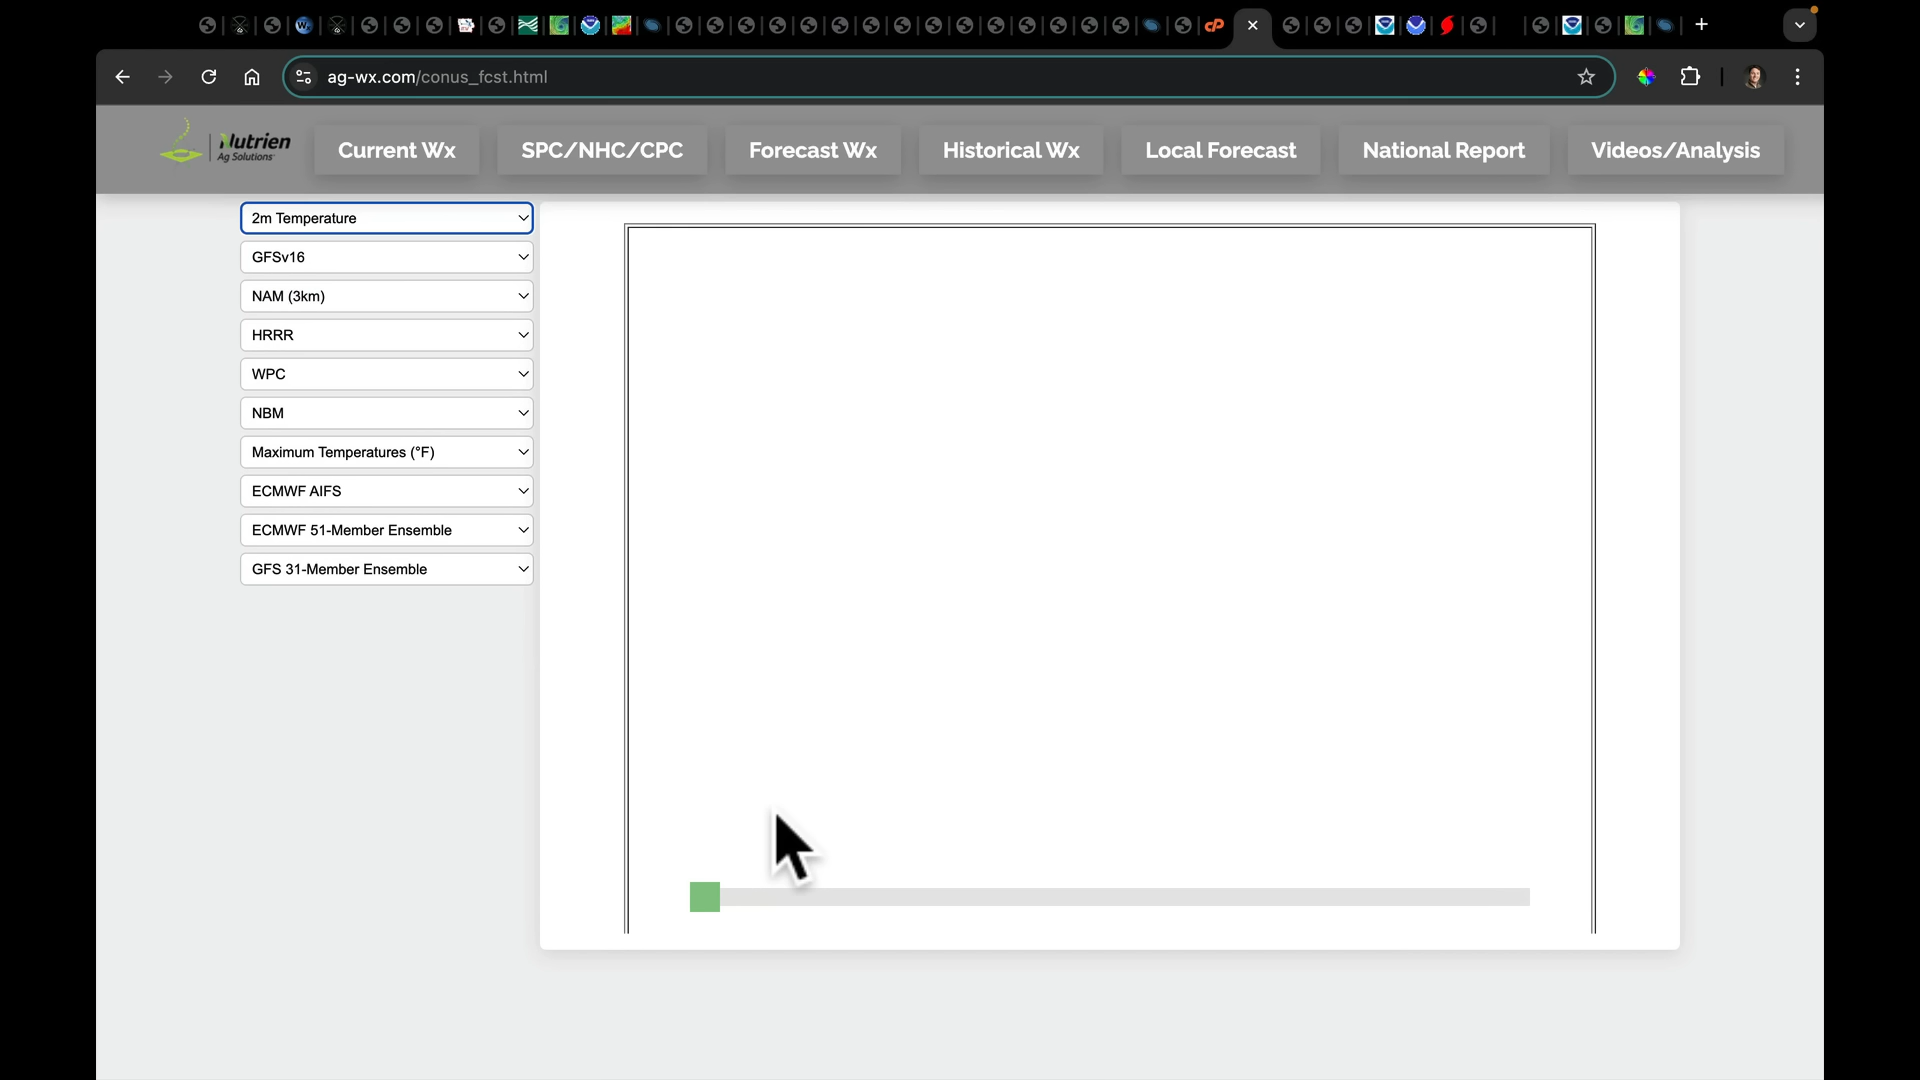 ag-wx.com/conus_fcst.html
Nutrien
Ag Solutions
Current Wx
SPC/NHC/CPC
Forecast Wx
Historical Wx
Local Forecast
National Report
Videos/Analysis
2m Temperature
GFSv16
NAM (3km)
HRRR
WPC
NBM
Maximum Temperatures (°F)
ECMWF AIFS
ECMWF 51-Member Ensemble
GFS 31-Member Ensemble